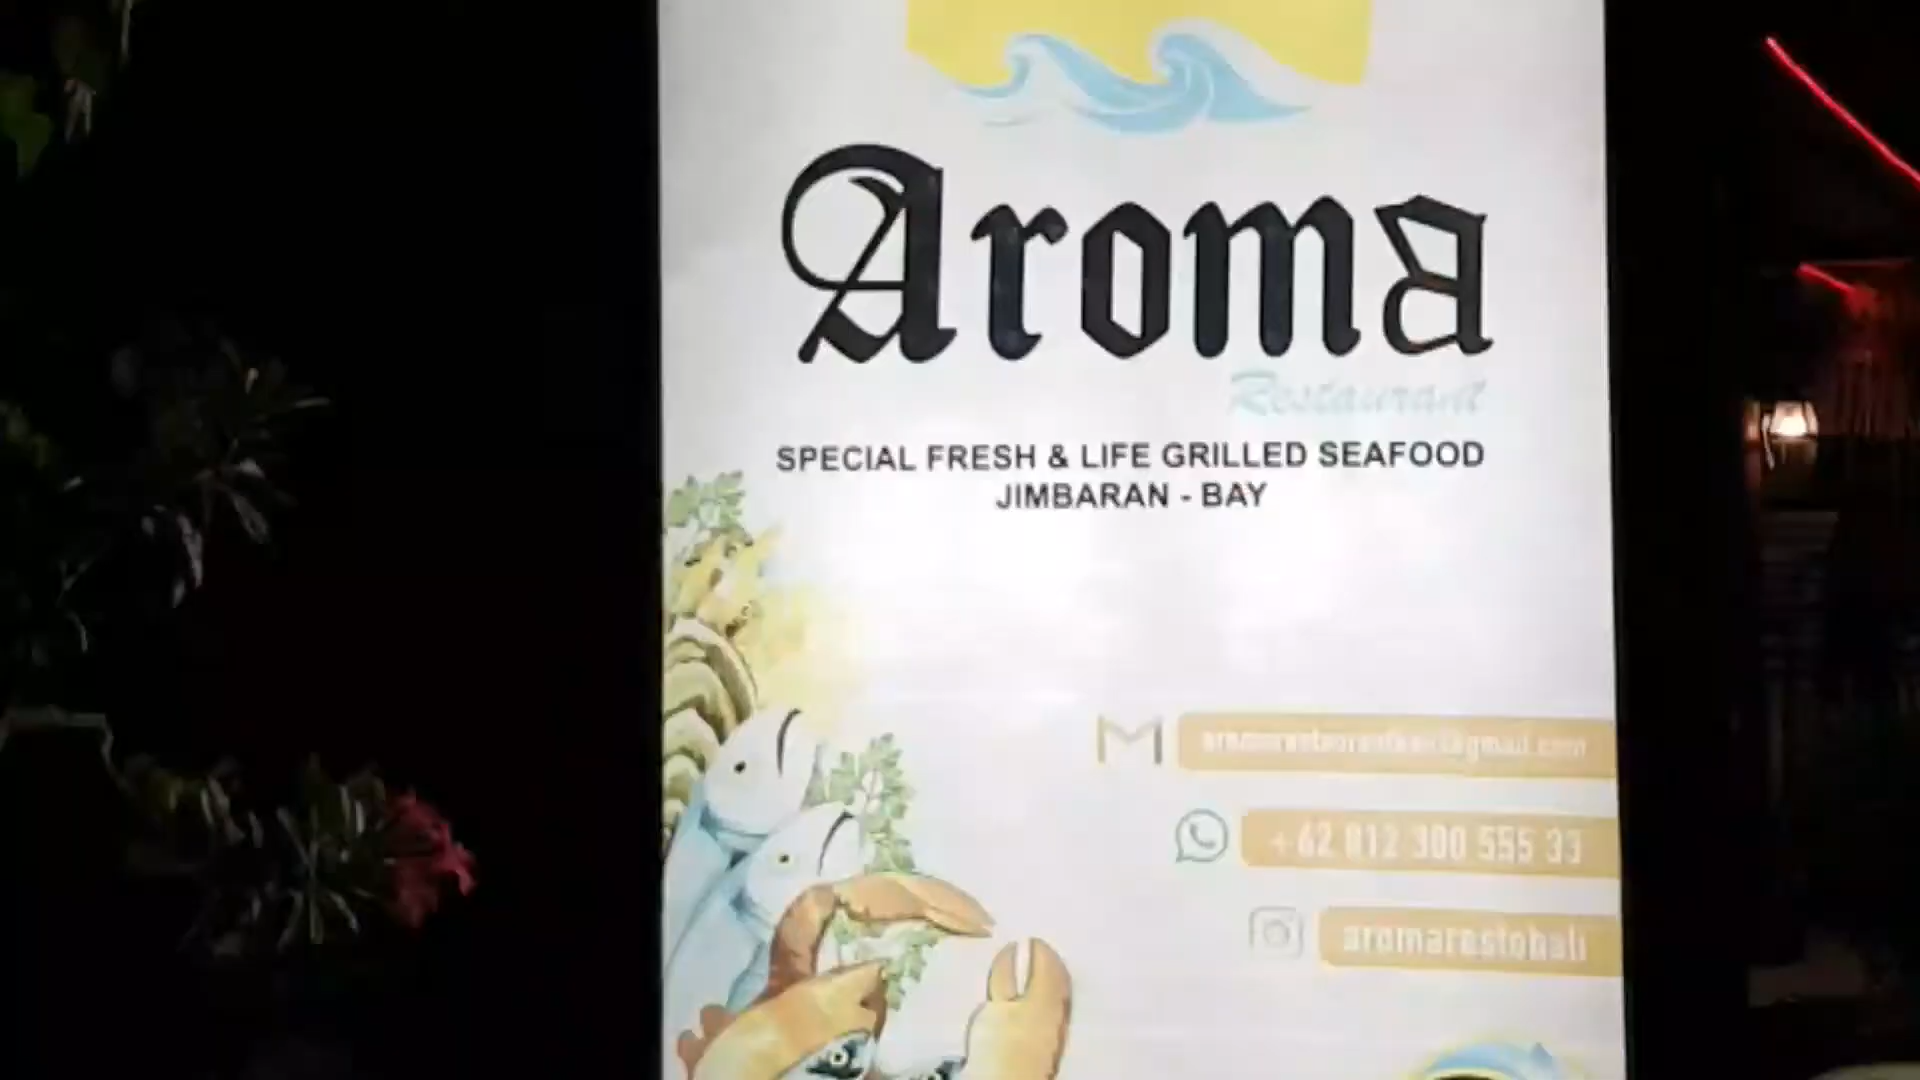 Aroma
Restaurant
SPECIAL FRESH & LIFE GRILLED SEAFOOD
JIMBARAN - BAY
+62 812 300 555 33
aromarestobali